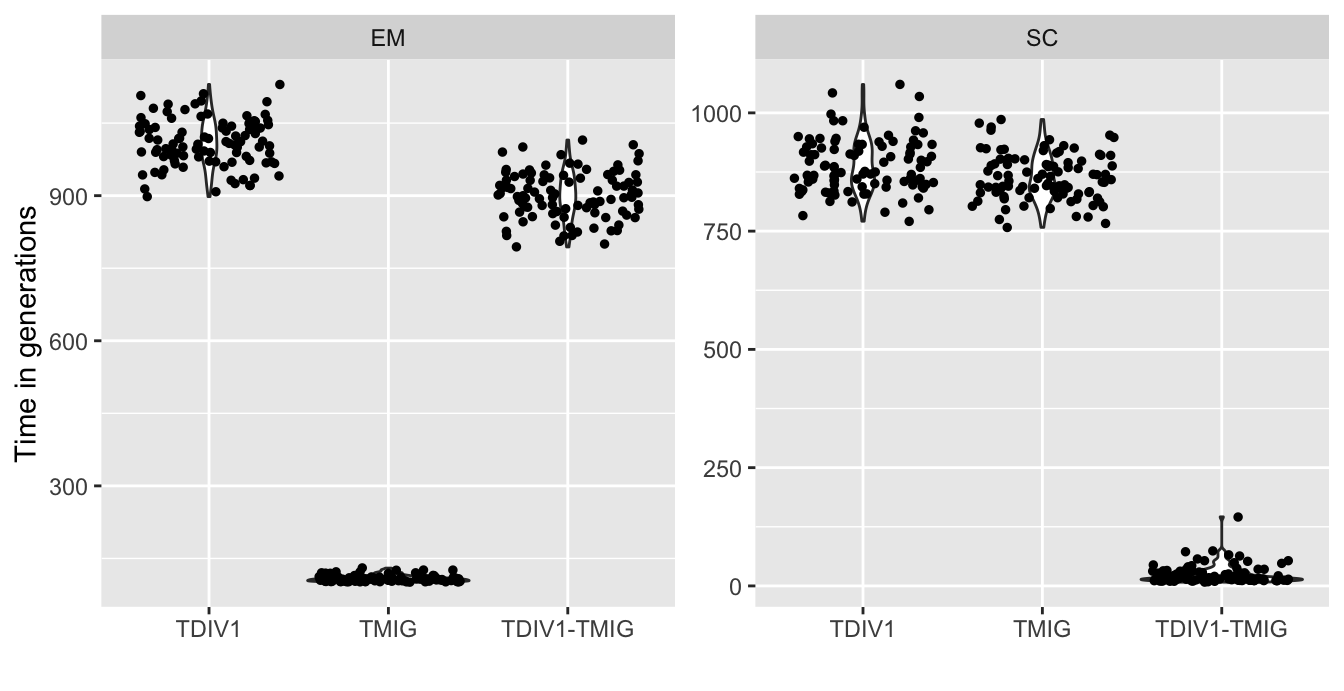 EM
SC
Time in generations
900
600
300
TDIV1
TMIG
TDIV1-TMIG
1000
750
500
250
0
TDIV1
TMIG
TDIV1-TMIG